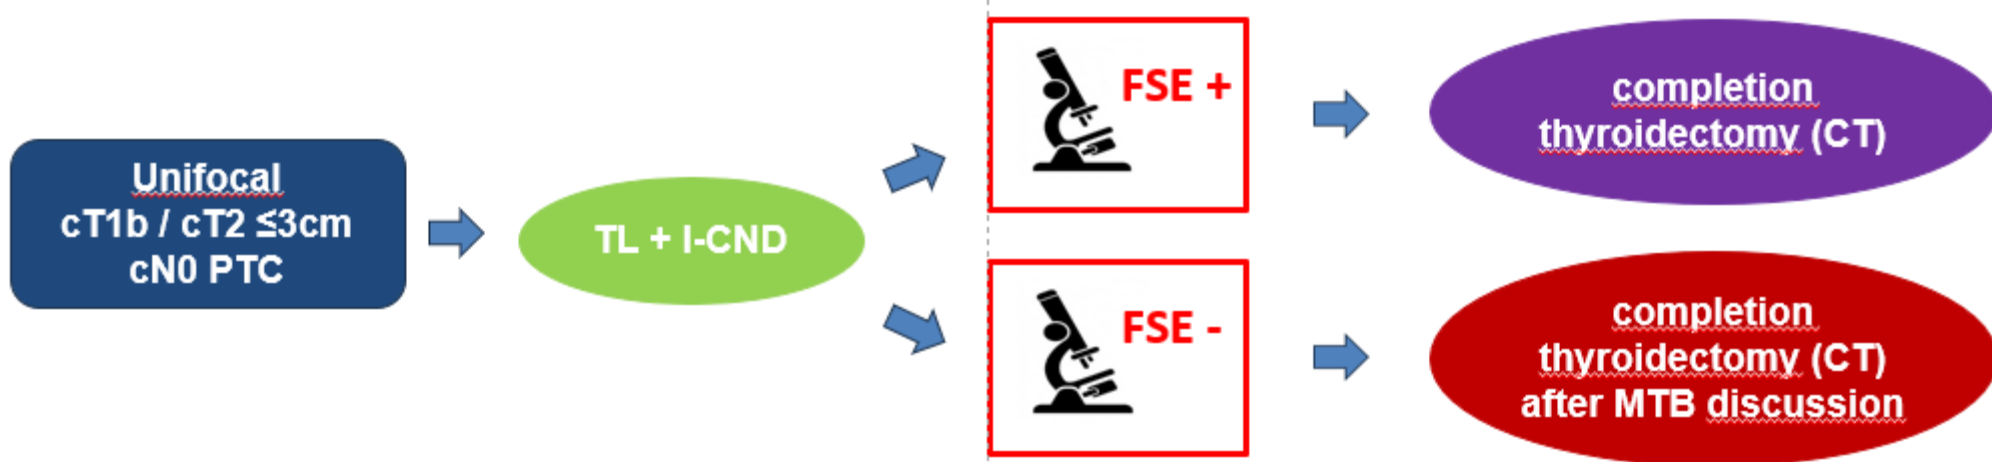 Unifocal
cT1b / cT2 ≤3cm
cN0 PTC
TL + I-CND
FSE +
completion
thyroidectomy (CT)
FSE -
completion
thyroidectomy (CT)
after MTB discussion